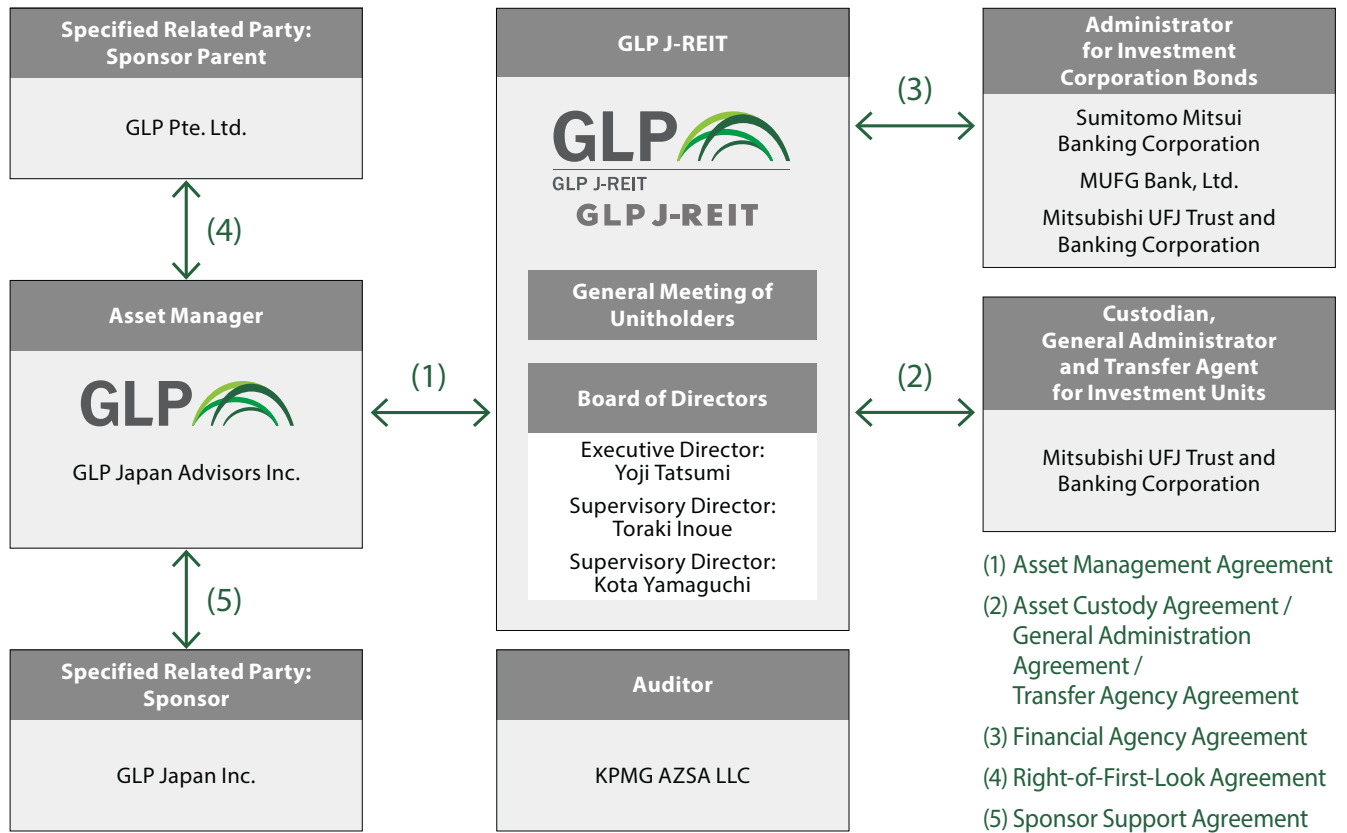 Specified Related Party:
Sponsor Parent
GLP Pte. Ltd.
(4)
Asset Manager
GLP
GLP Japan Advisors Inc.
(5)
Specified Related Party:
Sponsor
GLP Japan Inc.
(1)
GLP J-REIT
GLP
GLP J-REIT
GLP J-REIT
General Meeting of
Unitholders
Board of Directors
Executive Director:
Yoji Tatsumi
Supervisory Director:
Toraki Inoue
Supervisory Director:
Kota Yamaguchi
Auditor
KPMG AZSA LLC
(3)
(2)
Administrator
for Investment
Corporation Bonds
Sumitomo Mitsui
Banking Corporation
MUFG Bank, Ltd.
Mitsubishi UFJ Trust and
Banking Corporation
Custodian,
General Administrator
and Transfer Agent
for Investment Units
Mitsubishi UFJ Trust and
Banking Corporation
(1) Asset Management Agreement
(2) Asset Custody Agreement /
General Administration
Agreement /
Transfer Agency Agreement
(3) Financial Agency Agreement
(4) Right-of-First-Look Agreement
(5) Sponsor Support Agreement